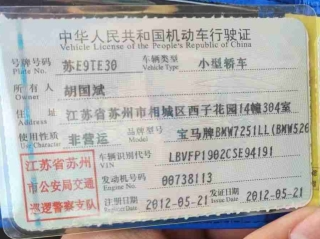 中华人民共和国机动车行驶证
Vehicle License of the People's Republic of China
号牌号码 苏E9TE30 车辆类型 小型轿车
Plate No. Vehicle Type
所有人 胡国斌
Owner
住址 江苏省苏州市相城区西子花园14幢304室
Address
使用性质 非营运 品牌型号 宝马牌BMW7251LL(BMW526
Use Character Model
江苏省苏州
市公安局交通
巡逻警察支队
车辆识别代号 LBVFP1902CSE94191
VIN
发动机号码 00738113
Engine No.
注册日期 2012-05-21 发证日期 2012-05-21
Register Date Issue Date